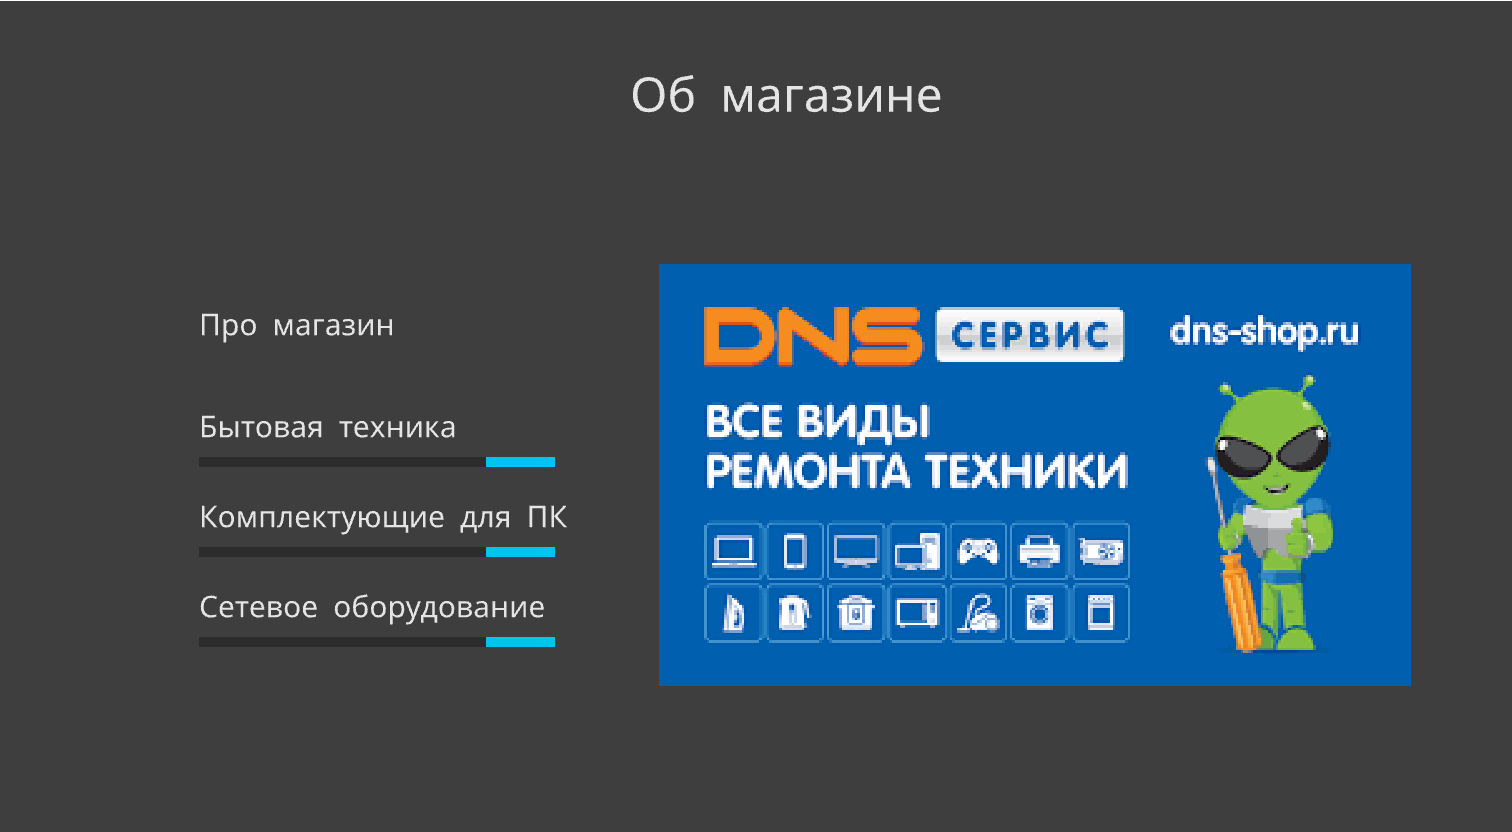 Об магазине
Про магазин
Бытовая техника
Комплектующие для ПК
Сетевое оборудование
DNS СЕРВИС
dns-shop.ru
ВСЕ ВИДЫ
РЕМОНТА ТЕХНИКИ